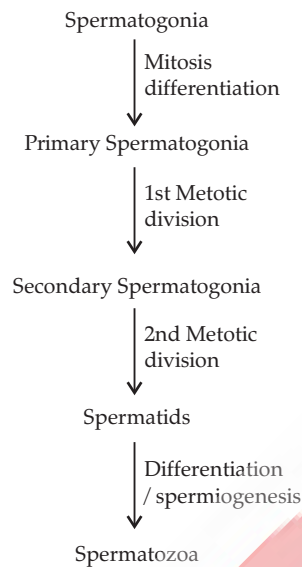 Spermatogonia
Mitosis
differentiation
Primary Spermatogonia
1st Metotic
division
Secondary Spermatogonia
2nd Metotic
division
Spermatids
Differentiation
/ spermiogenesis
Spermatozoa